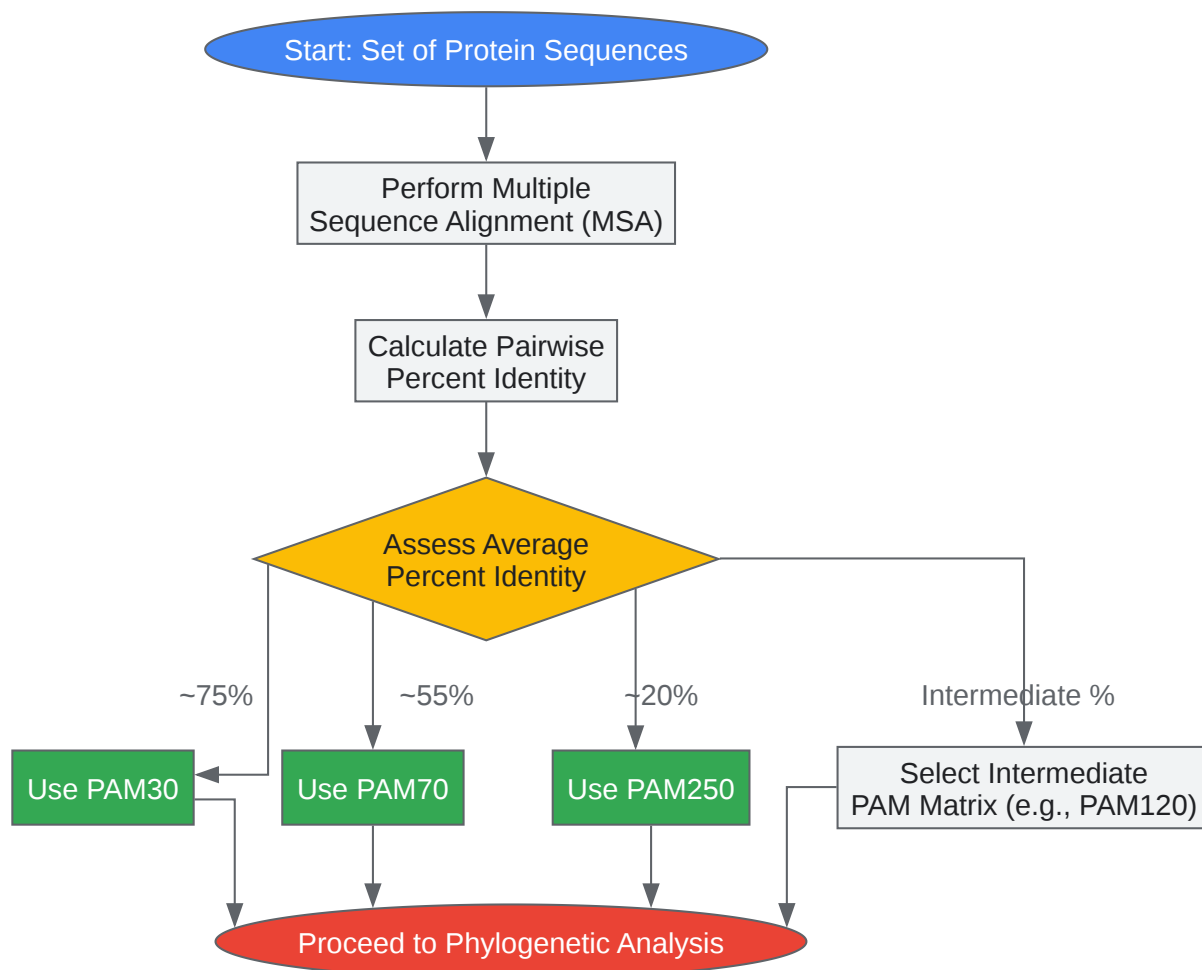 Start: Set of Protein Sequences
Perform Multiple
Sequence Alignment (MSA)
Calculate Pairwise
Percent Identity
Assess Average
Percent Identity
~75%
~55%
~20%
Intermediate %
Use PAM30
Use PAM70
Use PAM250
Select Intermediate
PAM Matrix (e.g., PAM120)
Proceed to Phylogenetic Analysis